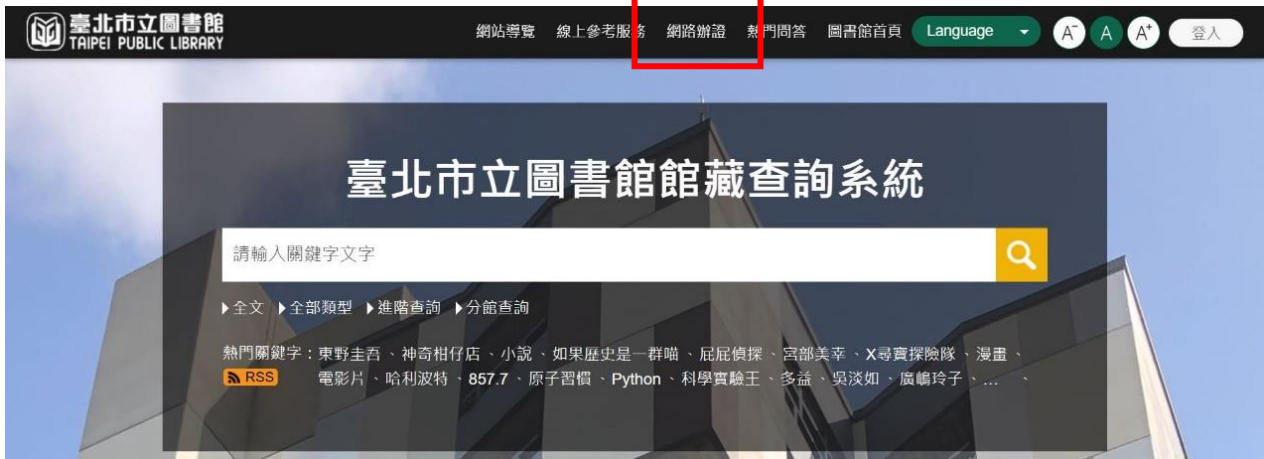 臺北市立圖書館
TAIPEI PUBLIC LIBRARY
網站導覽 線上參考服務 網路辦證 熱門問答 圖書館首頁 Language A- A A+ 登入
臺北市立圖書館館藏查詢系統
請輸入關鍵字文字
全文 全部類型 進階查詢 分館查詢
熱門關鍵字：東野圭吾、神奇柑仔店、小說、如果歷史是一群喵、屁屁偵探、宮部美幸、X尋寶探險隊、漫畫、
RSS 電影片、哈利波特、857.7、原子習慣、Python、科學實驗王、多益、吳淡如、廣嶋玲子、... 、